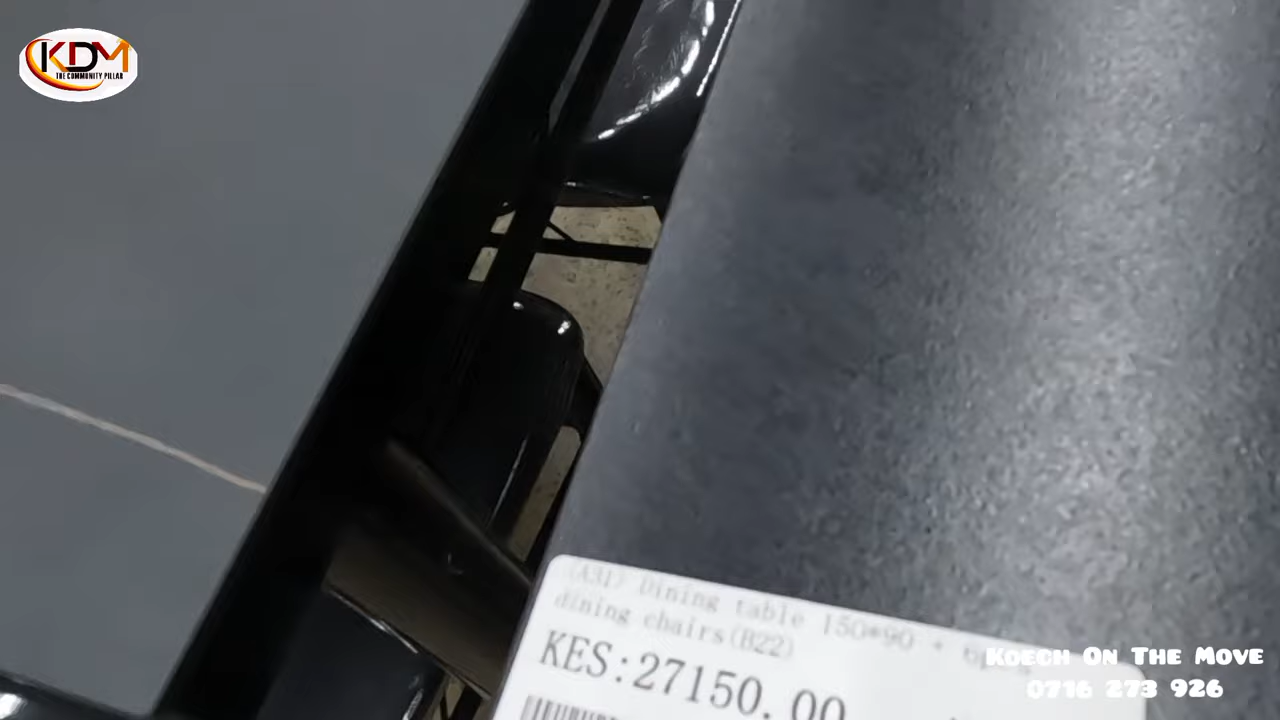 KDM
THE COMMUNITY PILLAR
(A31) Dining table 150*90 +
dining chairs(B22)
KES:27150.00
Koech On The Move
0716 273 926